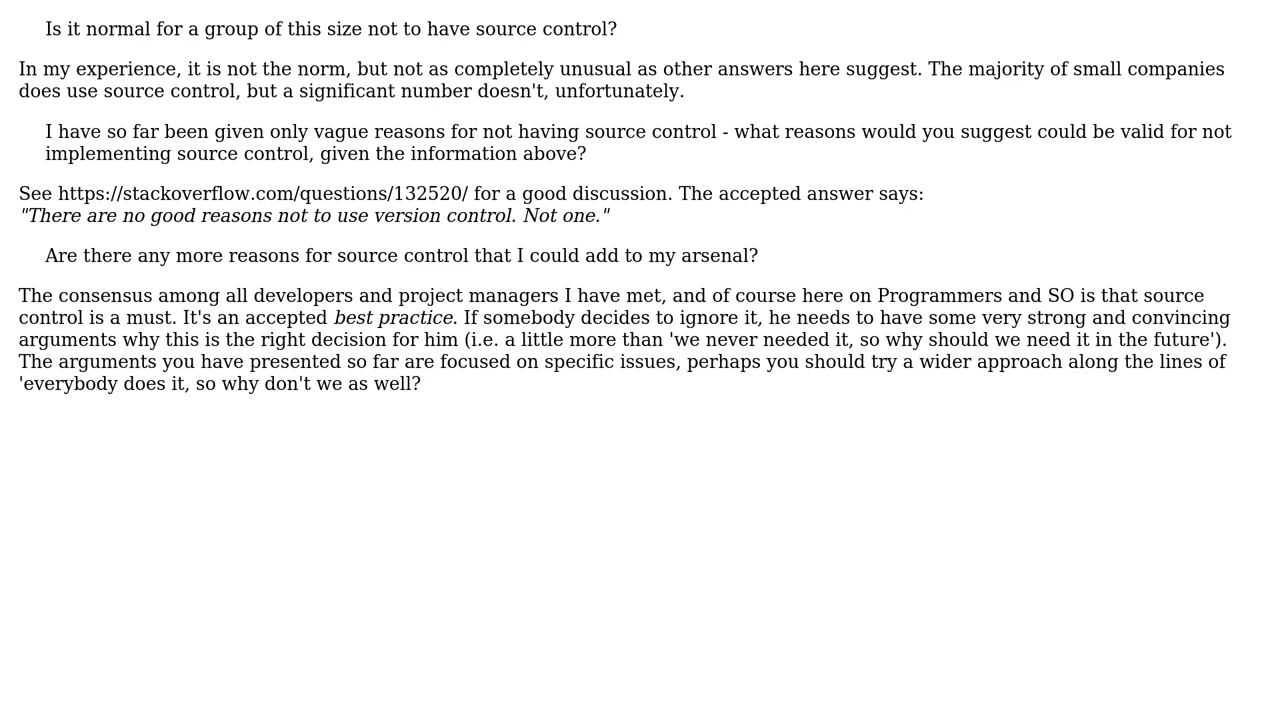 Is it normal for a group of this size not to have source control?
In my experience, it is not the norm, but not as completely unusual as other answers here suggest. The majority of small companies
does use source control, but a significant number doesn't, unfortunately.
I have so far been given only vague reasons for not having source control - what reasons would you suggest could be valid for not
implementing source control, given the information above?
See https://stackoverflow.com/questions/132520/ for a good discussion. The accepted answer says:
"There are no good reasons not to use version control. Not one."
Are there any more reasons for source control that I could add to my arsenal?
The consensus among all developers and project managers I have met, and of course here on Programmers and SO is that source
control is a must. It's an accepted best practice. If somebody decides to ignore it, he needs to have some very strong and convincing
arguments why this is the right decision for him (i.e. a little more than 'we never needed it, so why should we need it in the future').
The arguments you have presented so far are focused on specific issues, perhaps you should try a wider approach along the lines of
'everybody does it, so why don't we as well?